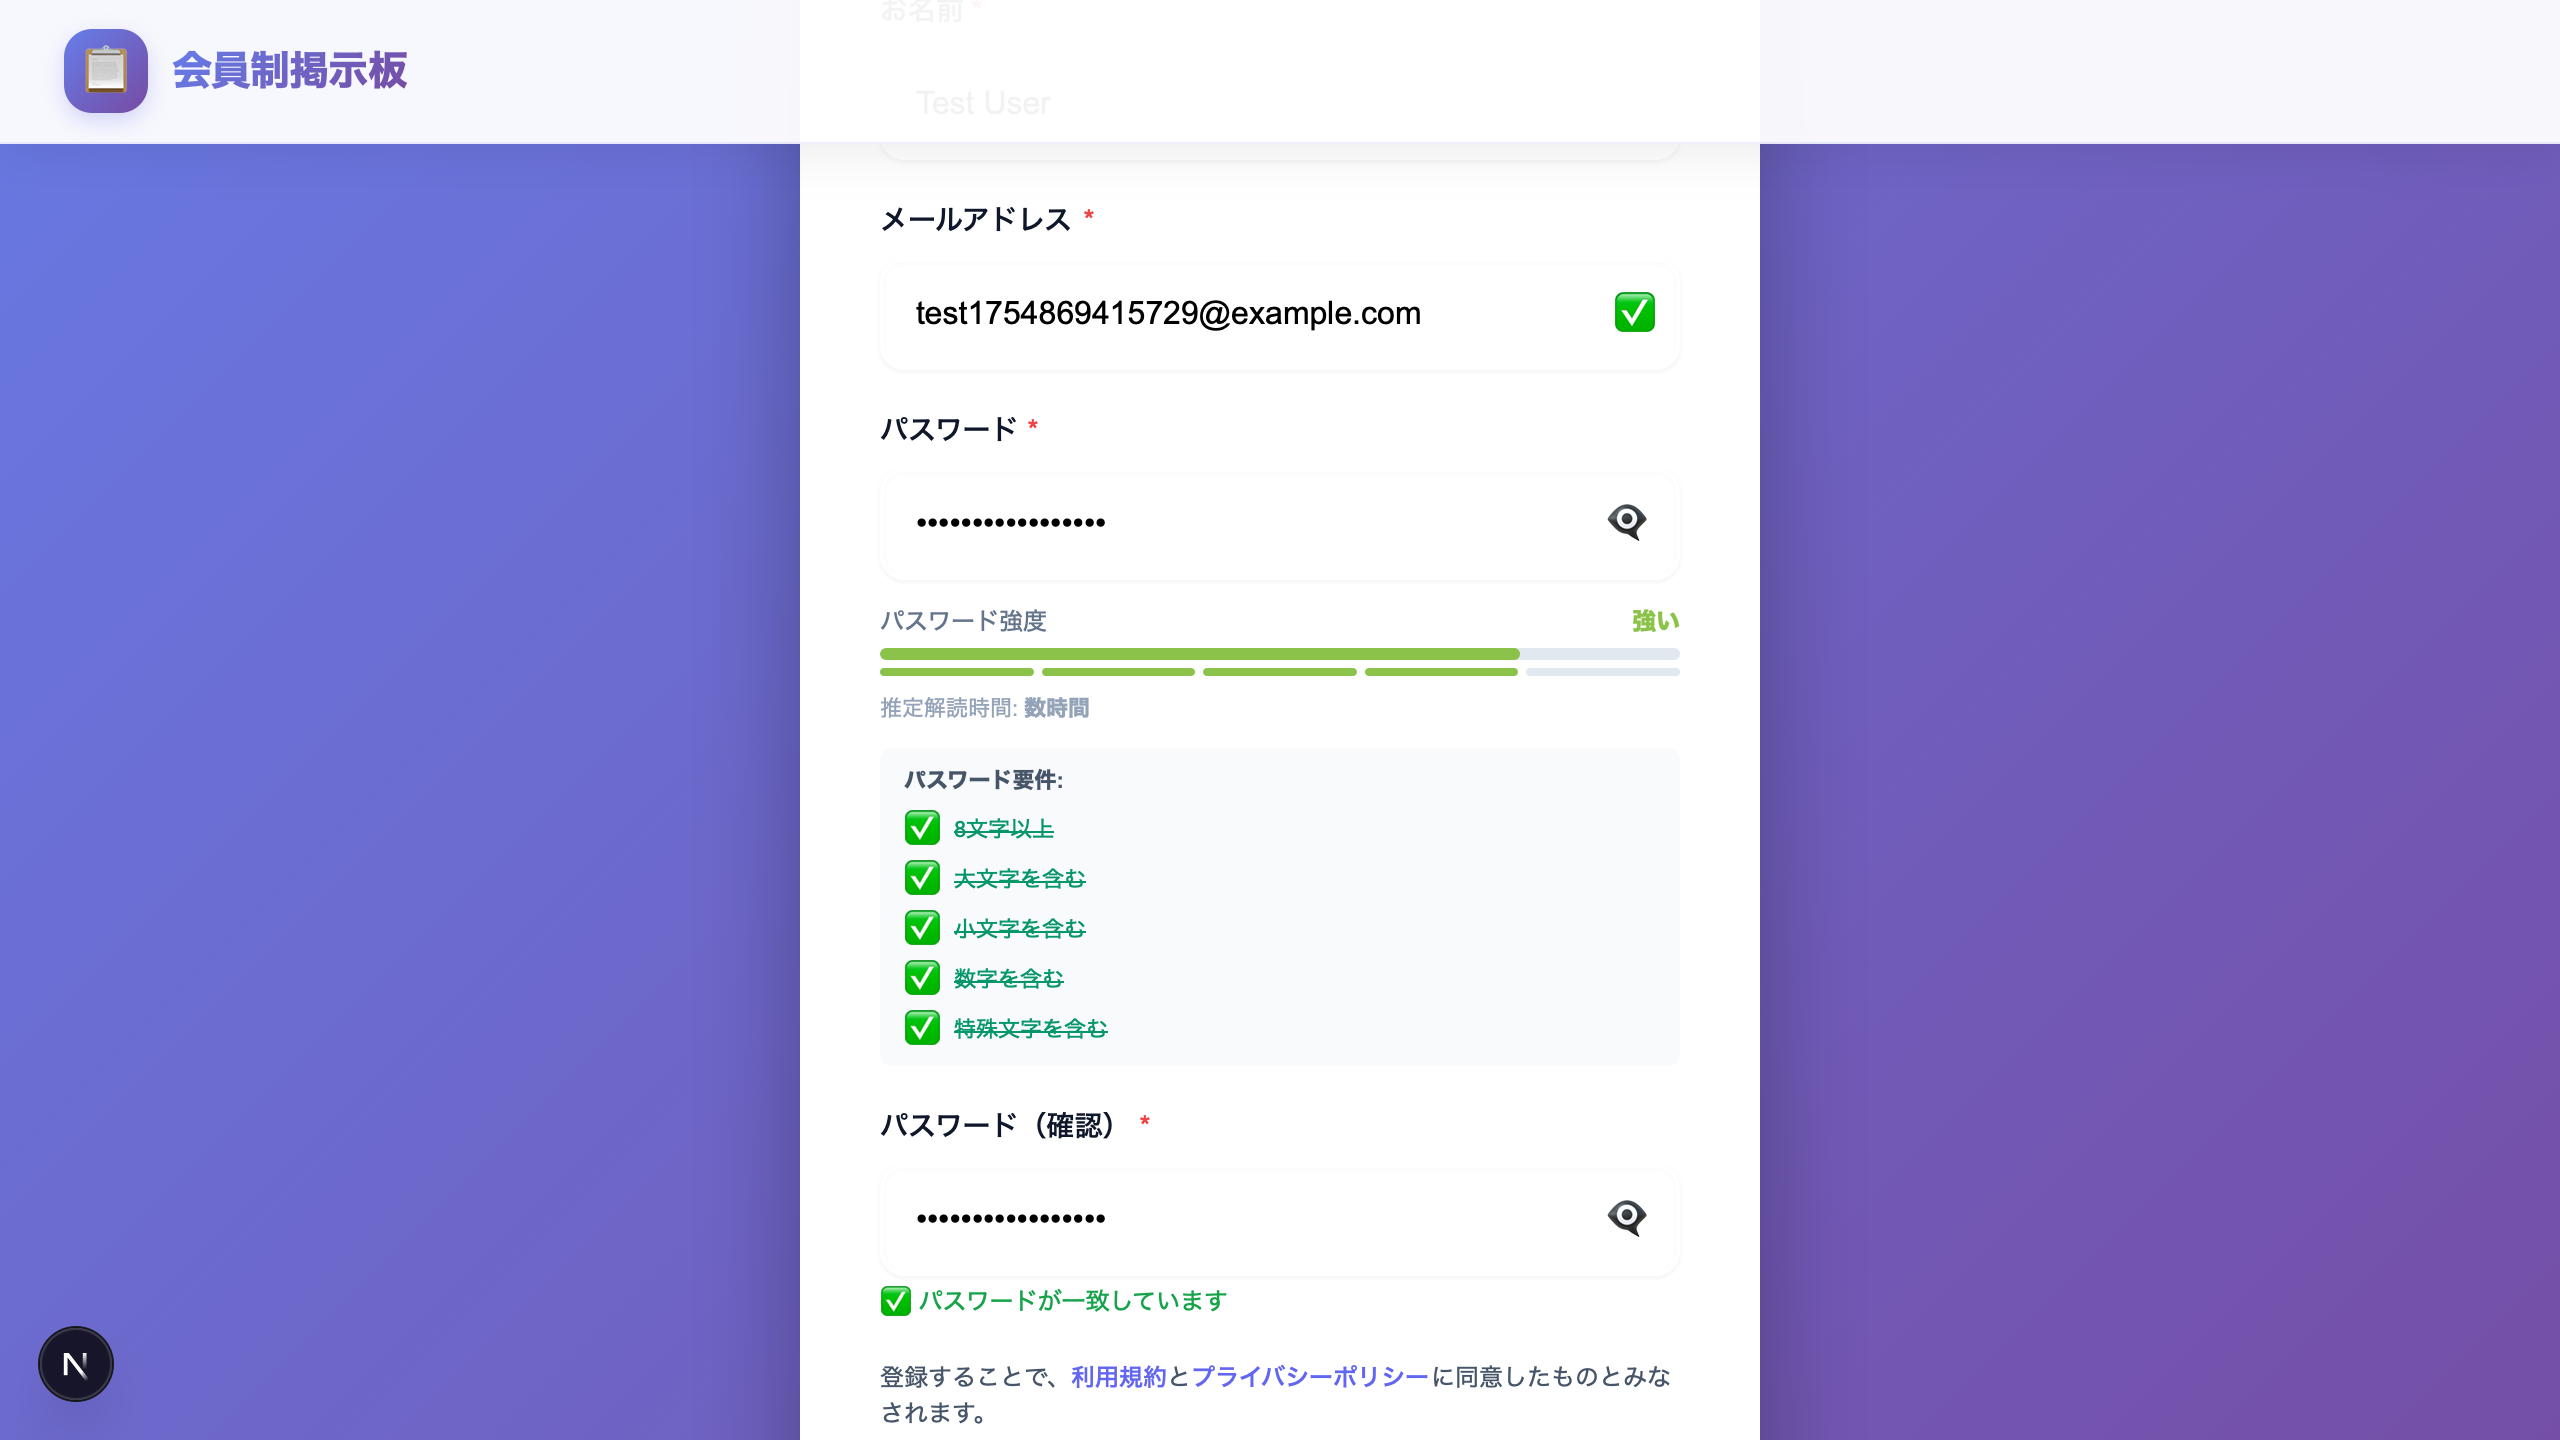 会員制掲示板
お名前 *
Test User
メールアドレス *
test1754869415729@example.com
パスワード *
•••••••••••••••••
パスワード強度 強い
推定解読時間: 数時間
パスワード要件:
8文字以上
大文字を含む
小文字を含む
数字を含む
特殊文字を含む
パスワード（確認） *
•••••••••••••••••
パスワードが一致しています
登録することで、利用規約とプライバシーポリシーに同意したものとみな
されます。
N